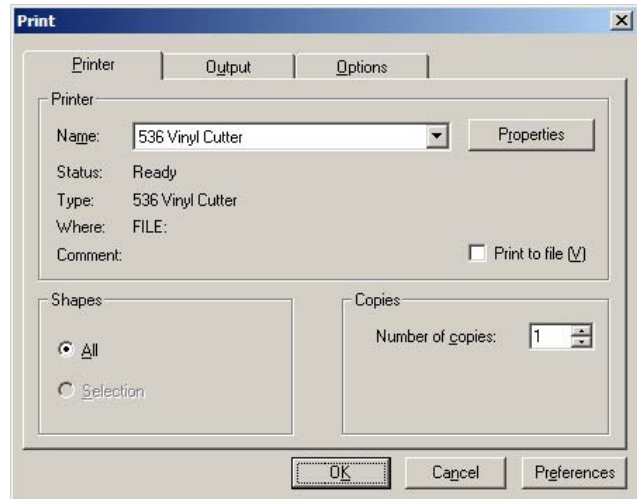 Print
Printer Output Options
Printer
Name: 536 Vinyl Cutter Properties
Status: Ready
Type: 536 Vinyl Cutter
Where: FILE:
Comment: Print to file (V)
Shapes
All
Selection
Copies
Number of copies: 1
OK Cancel Preferences